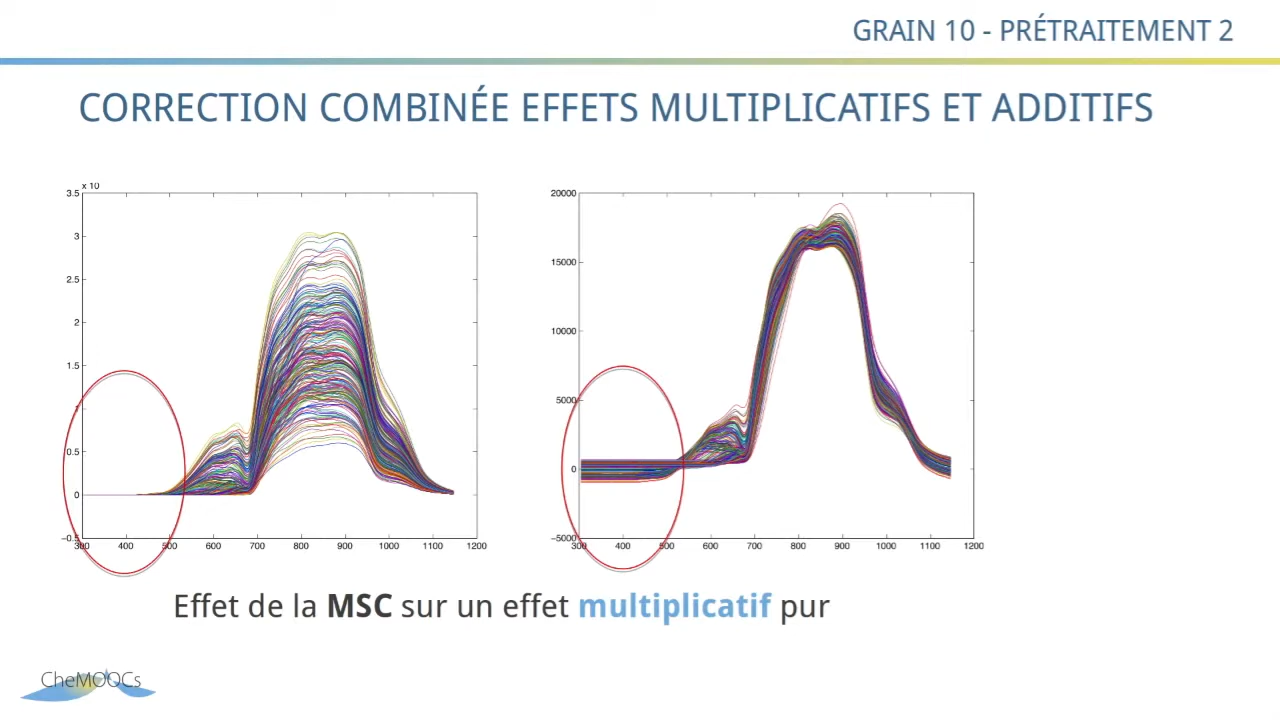 GRAIN 10 - PRÉTRAITEMENT 2
CORRECTION COMBINÉE EFFETS MULTIPLICATIFS ET ADDITIFS
x 10
3.5
3
2.5
2
1.5
1
0.5
0
-0.5
300 400 500 600 700 800 900 1000 1100 1200
20000
15000
10000
5000
0
-5000
300 400 500 600 700 800 900 1000 1100 1200
Effet de la MSC sur un effet multiplicatif pur
CheMOOCs